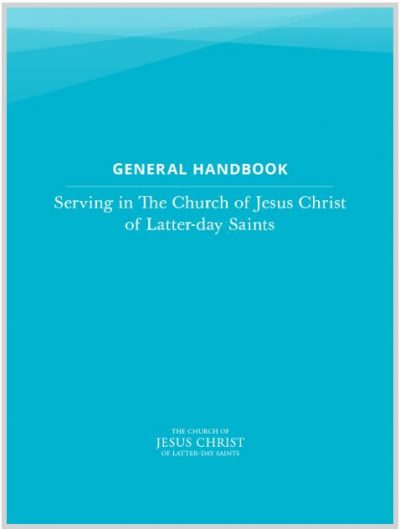 GENERAL HANDBOOK
Serving in The Church of Jesus Christ
of Latter-day Saints
THE CHURCH OF
JESUS CHRIST
OF LATTER-DAY SAINTS